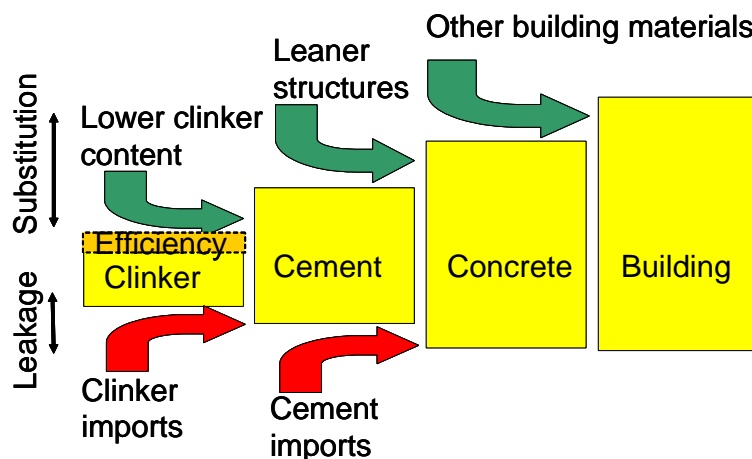 Other building materials
Leaner
structures
Lower clinker
content
Substitution
Efficiency
Clinker
Cement
Concrete
Building
Leakage
Clinker
imports
Cement
imports